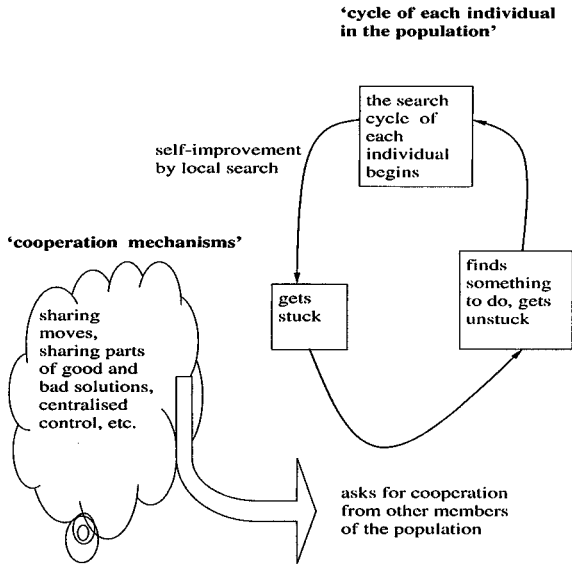 ‘cycle of each individual
in the population’
the search
cycle of
each
individual
begins
self-improvement
by local search
‘cooperation mechanisms’
gets
stuck
finds
something
to do, gets
unstuck
sharing
moves,
sharing parts
of good and
bad solutions,
centralised
control, etc.
asks for cooperation
from other members
of the population